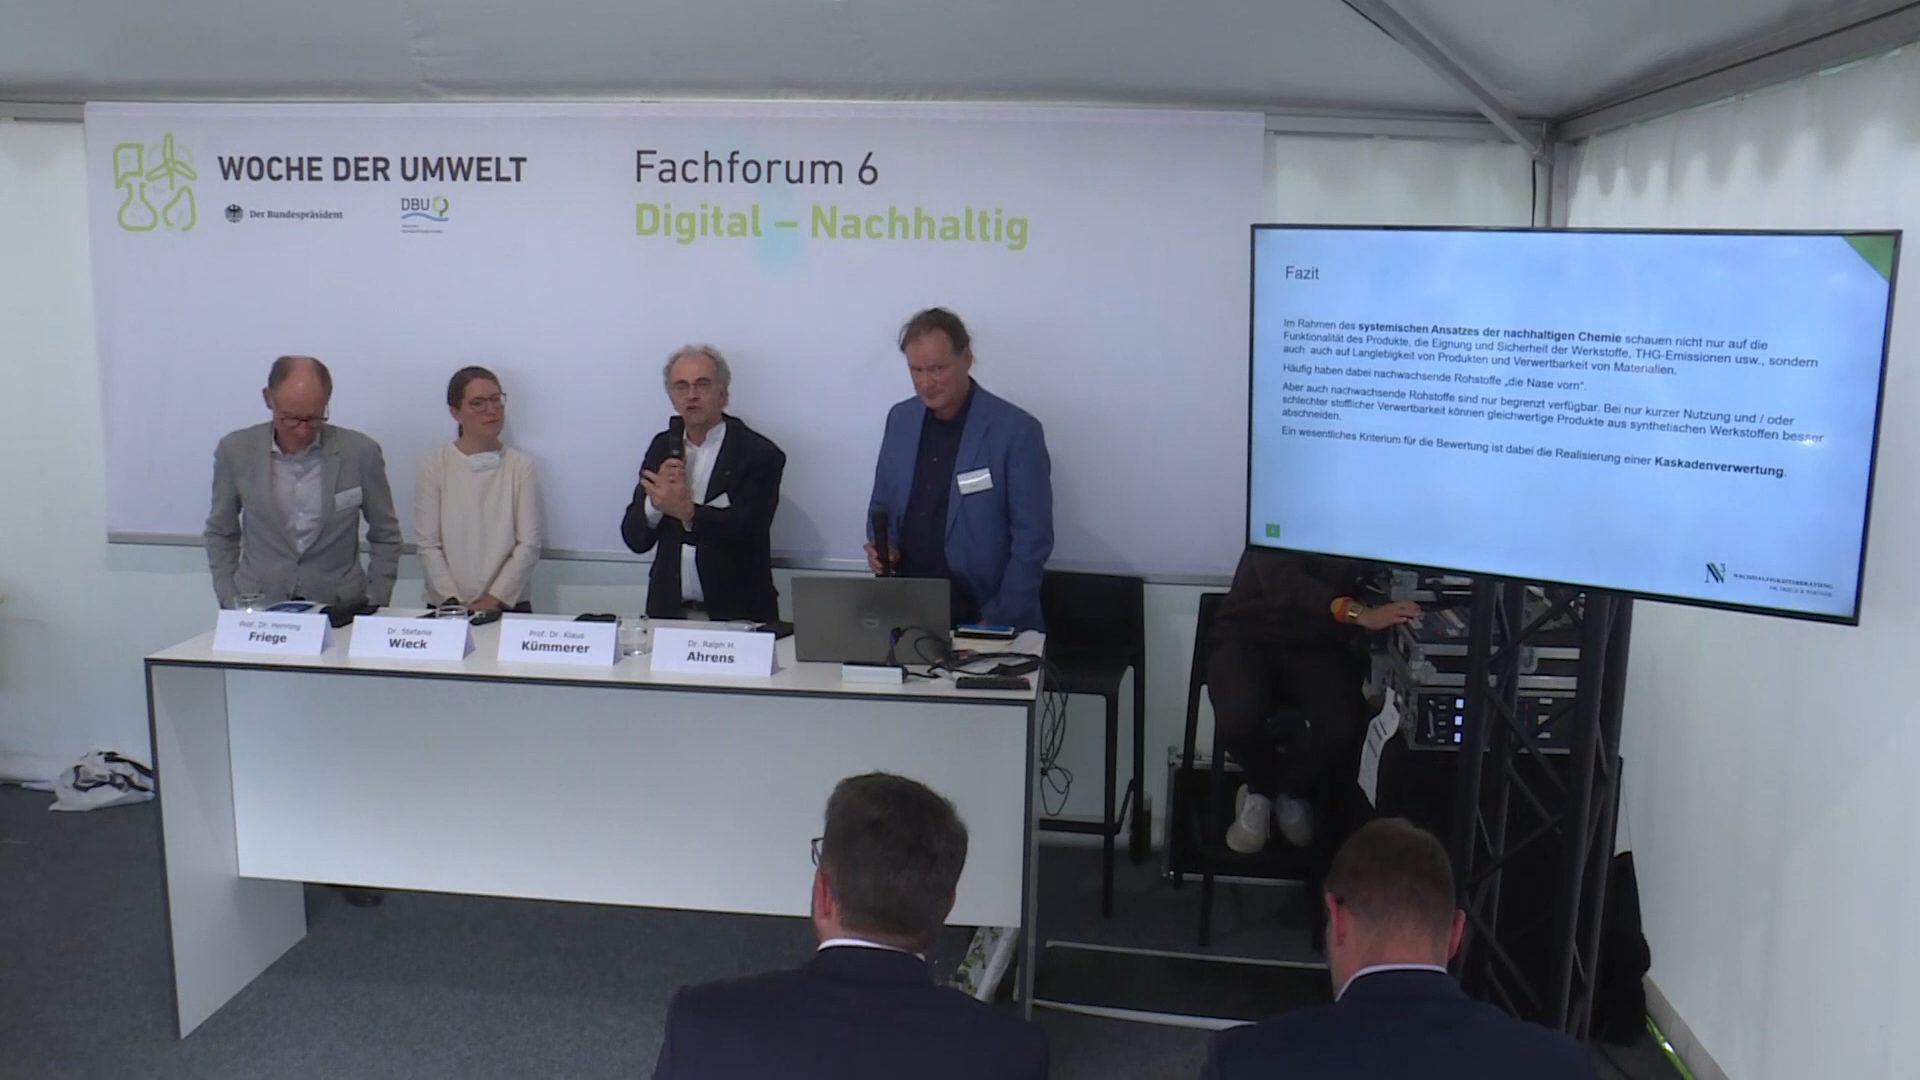 WOCHE DER UMWELT
Der Bundespräsident
DBU
Fachforum 6
Digital – Nachhaltig
Fazit
Im Rahmen des systemischen Ansatzes der nachhaltigen Chemie schauen nicht nur auf die
Funktionalität des Produkte, die Eignung und Sicherheit der Werkstoffe, THG-Emissionen usw., sondern
auch auch auf Langlebigkeit von Produkten und Verwertbarkeit von Materialien.
Häufig haben dabei nachwachsende Rohstoffe „die Nase vorn“.
Aber auch nachwachsende Rohstoffe sind nur begrenzt verfügbar. Bei nur kurzer Nutzung und / oder
schlechter stofflicher Verwertbarkeit können gleichwertige Produkte aus synthetischen Werkstoffen besser
abschneiden.
Ein wesentliches Kriterium für die Bewertung ist dabei die Realisierung einer Kaskadenverwertung.
N³ NACHHALTIGKEITSBERATUNG
DR. FRIEGE & PARTNER
Prof. Dr. Henning
Friege
Dr. Stefanie
Wieck
Prof. Dr. Klaus
Kümmerer
Dr. Ralph H.
Ahrens